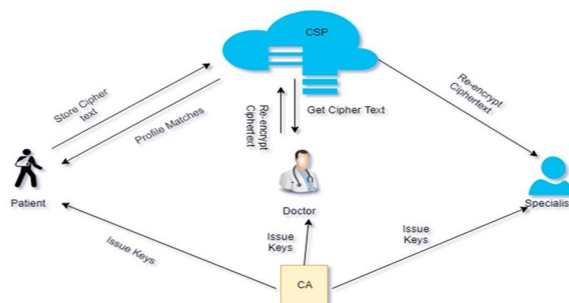 CSP
Store Cipher
text
Profile Matches
Re-encrypt
Ciphertext
Get Cipher Text
Re-encrypt
Ciphertext
Patient
Doctor
Specialis
Issue Keys
Issue
Keys
Issue
Keys
CA